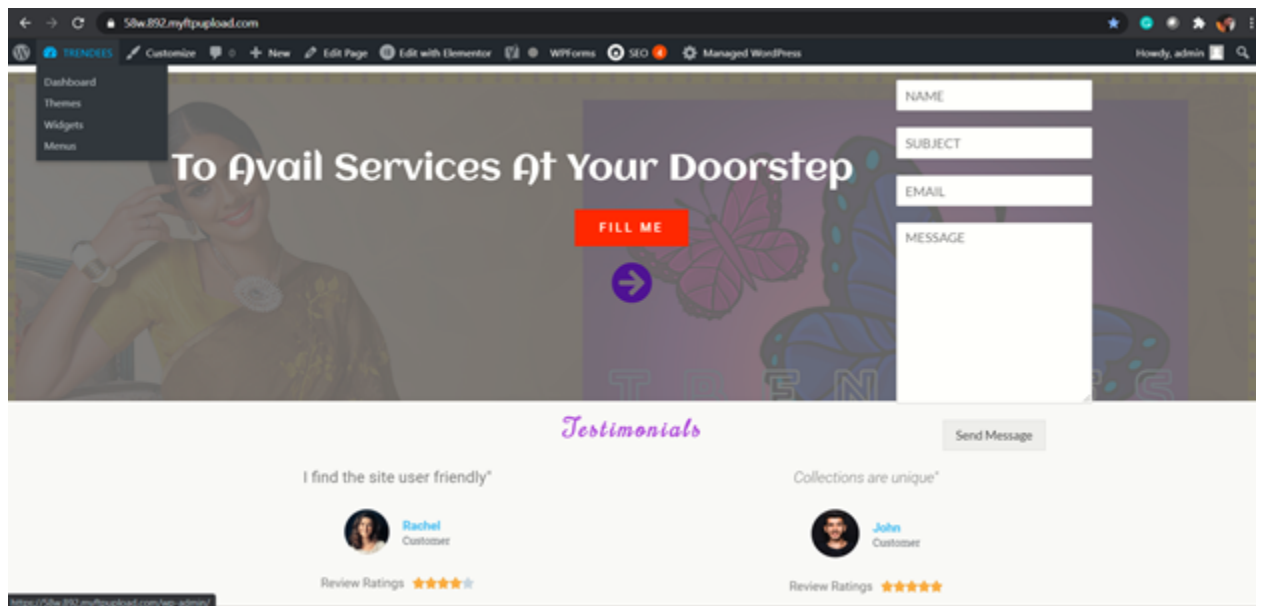 58w.892.myftpupload.com
TRENDEES Customize 0 New Edit Page Edit with Elementor WPForms SEO 4 Managed WordPress Howdy, admin
Dashboard
Themes
Widgets
Menus
To Avail Services At Your Doorstep
FILL ME
NAME
SUBJECT
EMAIL
MESSAGE
TRENDEES
Testimonials
Send Message
I find the site user friendly"
Rachel
Customer
Review Ratings
Collections are unique"
John
Customer
Review Ratings
https://58w.892.myftpupload.com/wp-admin/